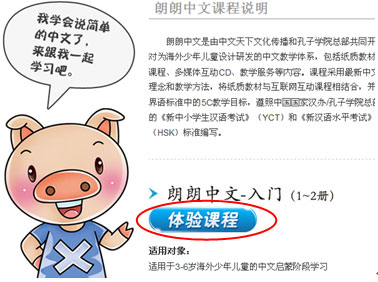 我学会说简单
的中文了，
来跟我一起
学习吧。
朗朗中文课程说明
朗朗中文是由中文天下文化传播和孔子学院总部共同开
对为海外少年儿童设计研发的中文教学体系，包括纸质教材
课程、多媒体互动CD、教学服务等内容。课程采用最新中文
理念和教学方法，将纸质教材与互联网互动课程相结合，并
界语标准中的5C教学目标，遵照中国国家汉办/孔子学院总部
的《新中小学生汉语考试》（YCT）和《新汉语水平考试》
（HSK）标准编写。
朗朗中文-入门（1~2册）
体验课程
适用对象：
适用于3-6岁海外少年儿童的中文启蒙阶段学习